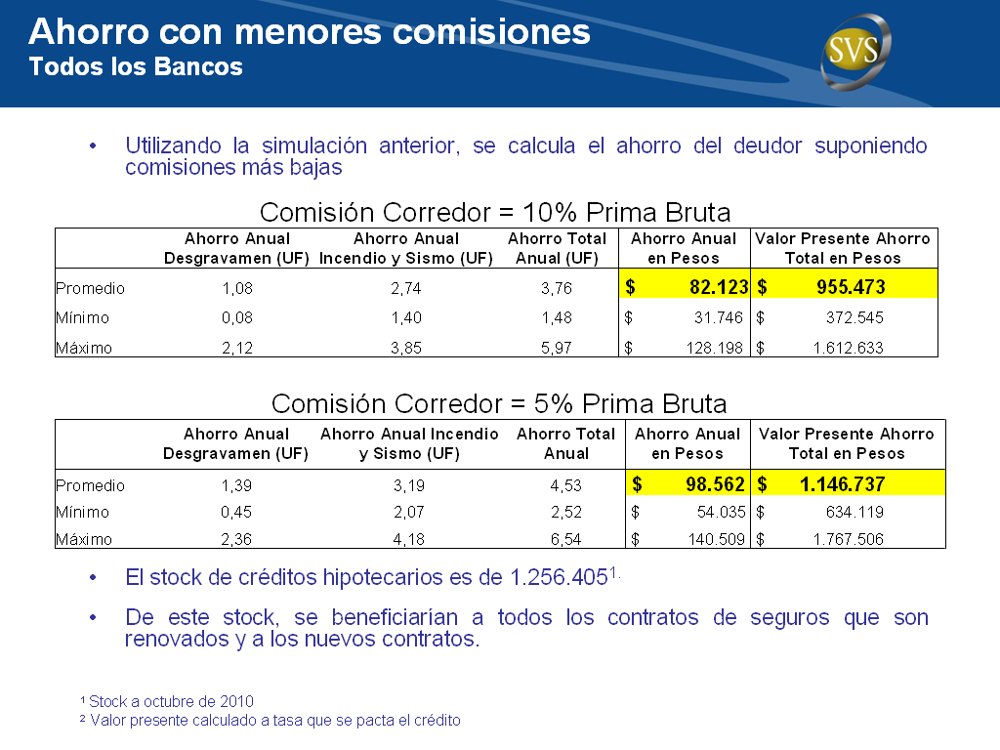 Ahorro con menores comisiones
Todos los Bancos
SVS
• Utilizando la simulación anterior, se calcula el ahorro del deudor suponiendo
comisiones más bajas
Comisión Corredor = 10% Prima Bruta
Ahorro Anual Ahorro Anual Ahorro Total Ahorro Anual Valor Presente Ahorro
Desgravamen (UF) Incendio y Sismo (UF) Anual (UF) en Pesos Total en Pesos
Promedio 1,08 2,74 3,76 $ 82.123 $ 955.473
Mínimo 0,08 1,40 1,48 $ 31.746 $ 372.545
Máximo 2,12 3,85 5,97 $ 128.198 $ 1.612.633
Comisión Corredor = 5% Prima Bruta
Ahorro Anual Ahorro Anual Incendio Ahorro Total Ahorro Anual Valor Presente Ahorro
Desgravamen (UF) y Sismo (UF) Anual en Pesos Total en Pesos
Promedio 1,39 3,19 4,53 $ 98.562 $ 1.146.737
Mínimo 0,45 2,07 2,52 $ 54.035 $ 634.119
Máximo 2,36 4,18 6,54 $ 140.509 $ 1.767.506
• El stock de créditos hipotecarios es de 1.256.405¹.
• De este stock, se beneficiarían a todos los contratos de seguros que son
renovados y a los nuevos contratos.
¹ Stock a octubre de 2010
² Valor presente calculado a tasa que se pacta el crédito